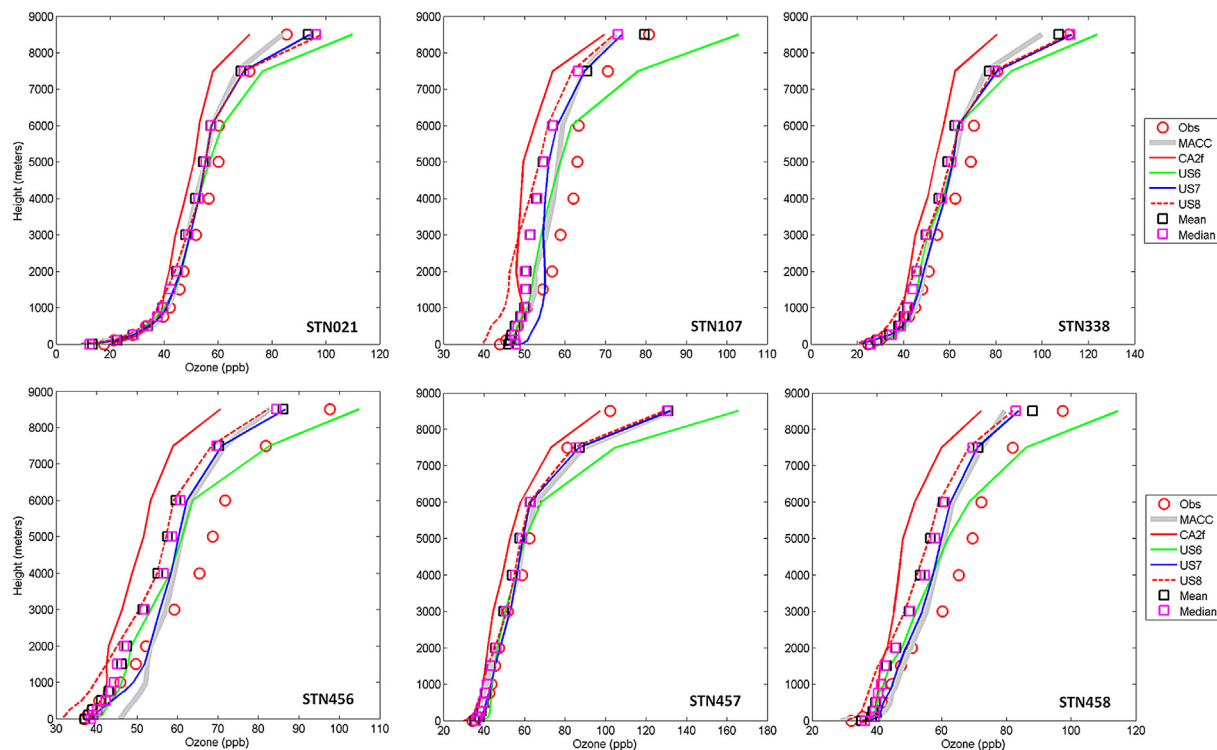 9000
8000
7000
6000
5000
4000
3000
2000
1000
0
Height (meters)
0 20 40 60 80 100 120
Ozone (ppb)
STN021
9000
8000
7000
6000
5000
4000
3000
2000
1000
0
30 40 50 60 70 80 90 100 110
Ozone (ppb)
STN107
9000
8000
7000
6000
5000
4000
3000
2000
1000
0
0 20 40 60 80 100 120 140
Ozone (ppb)
STN338
Obs
MACC
CA2f
US6
US7
US8
Mean
Median
9000
8000
7000
6000
5000
4000
3000
2000
1000
0
Height (meters)
30 40 50 60 70 80 90 100 110
Ozone (ppb)
STN456
9000
8000
7000
6000
5000
4000
3000
2000
1000
0
20 40 60 80 100 120 140 160 180
Ozone (ppb)
STN457
9000
8000
7000
6000
5000
4000
3000
2000
1000
0
20 40 60 80 100 120
Ozone (ppb)
STN458
Obs
MACC
CA2f
US6
US7
US8
Mean
Median